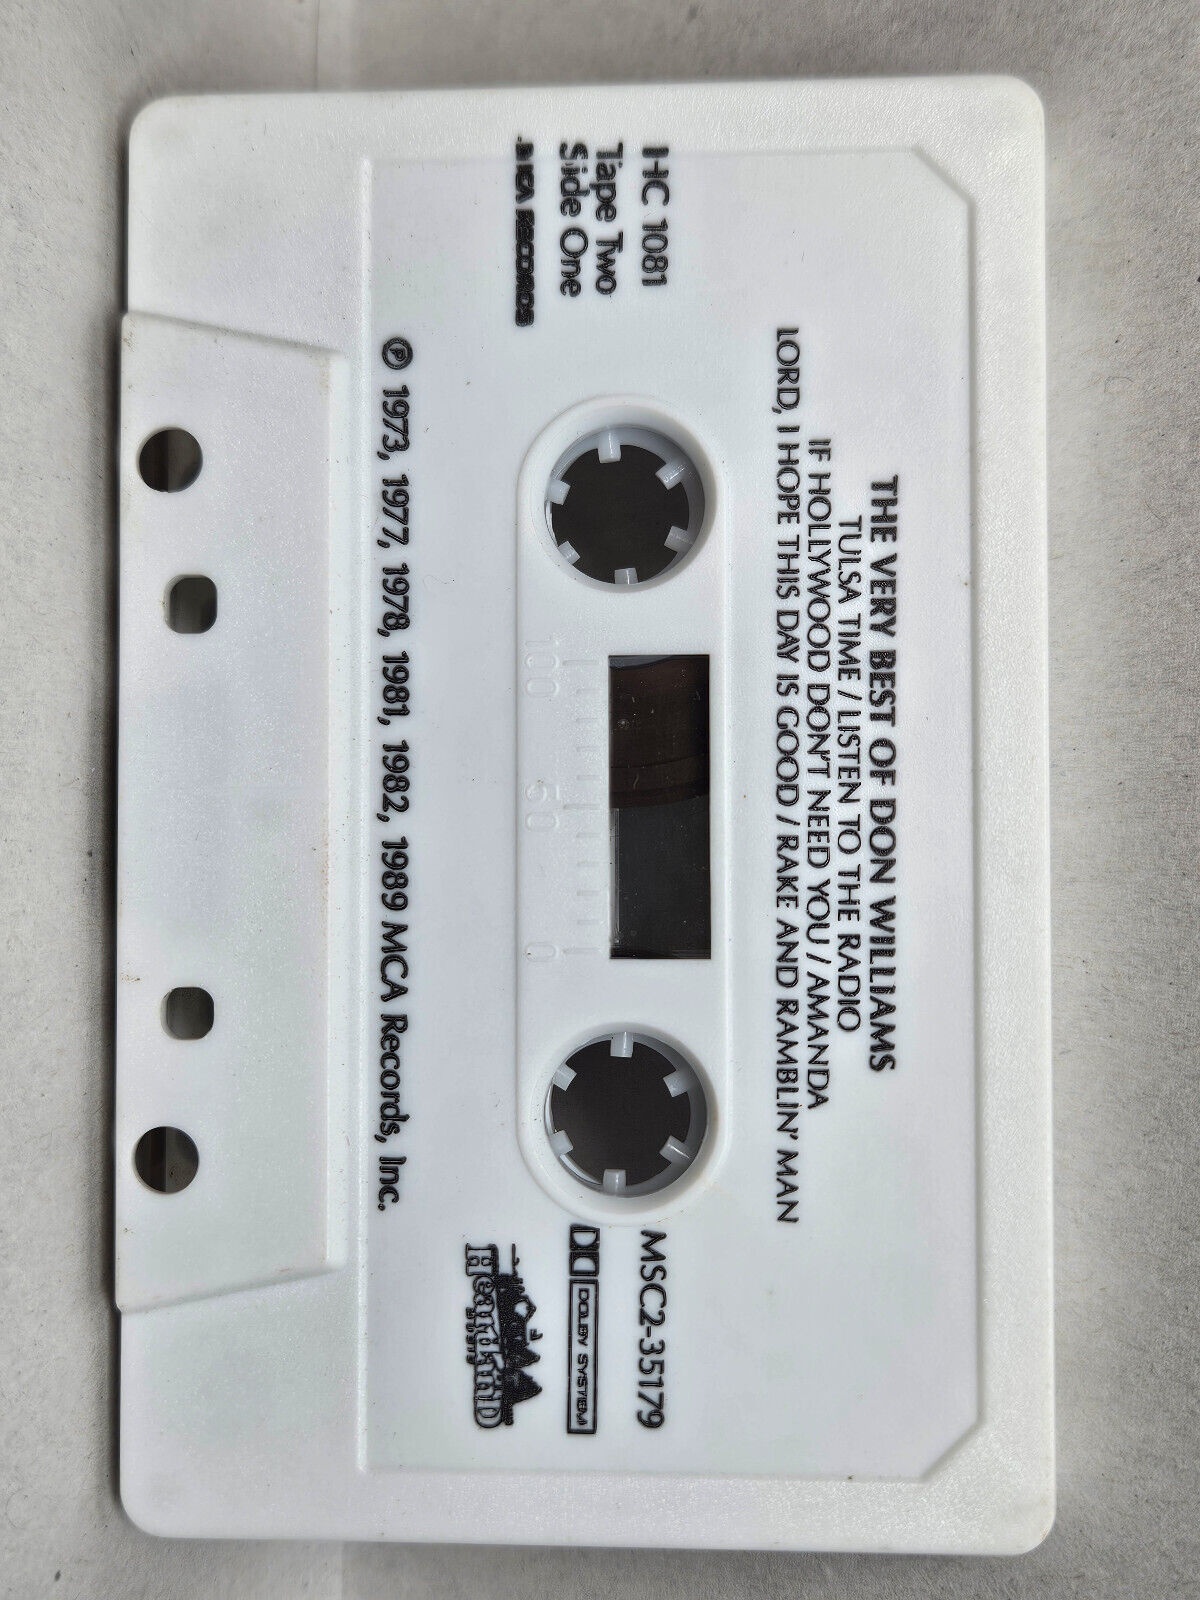 THE VERY BEST OF DON WILLIAMS
TULSA TIME / LISTEN TO THE RADIO
IF HOLLYWOOD DON'T NEED YOU / AMANDA
LORD, I HOPE THIS DAY IS GOOD / RAKE AND RAMBLIN' MAN
HC 1081
Tape Two
Side One
MCA RECORDS
MSC2-35179
DOLBY SYSTEM
HeartlanD
MUSIC
100 50 0
℗ 1973, 1977, 1978, 1981, 1982, 1989 MCA Records, Inc.